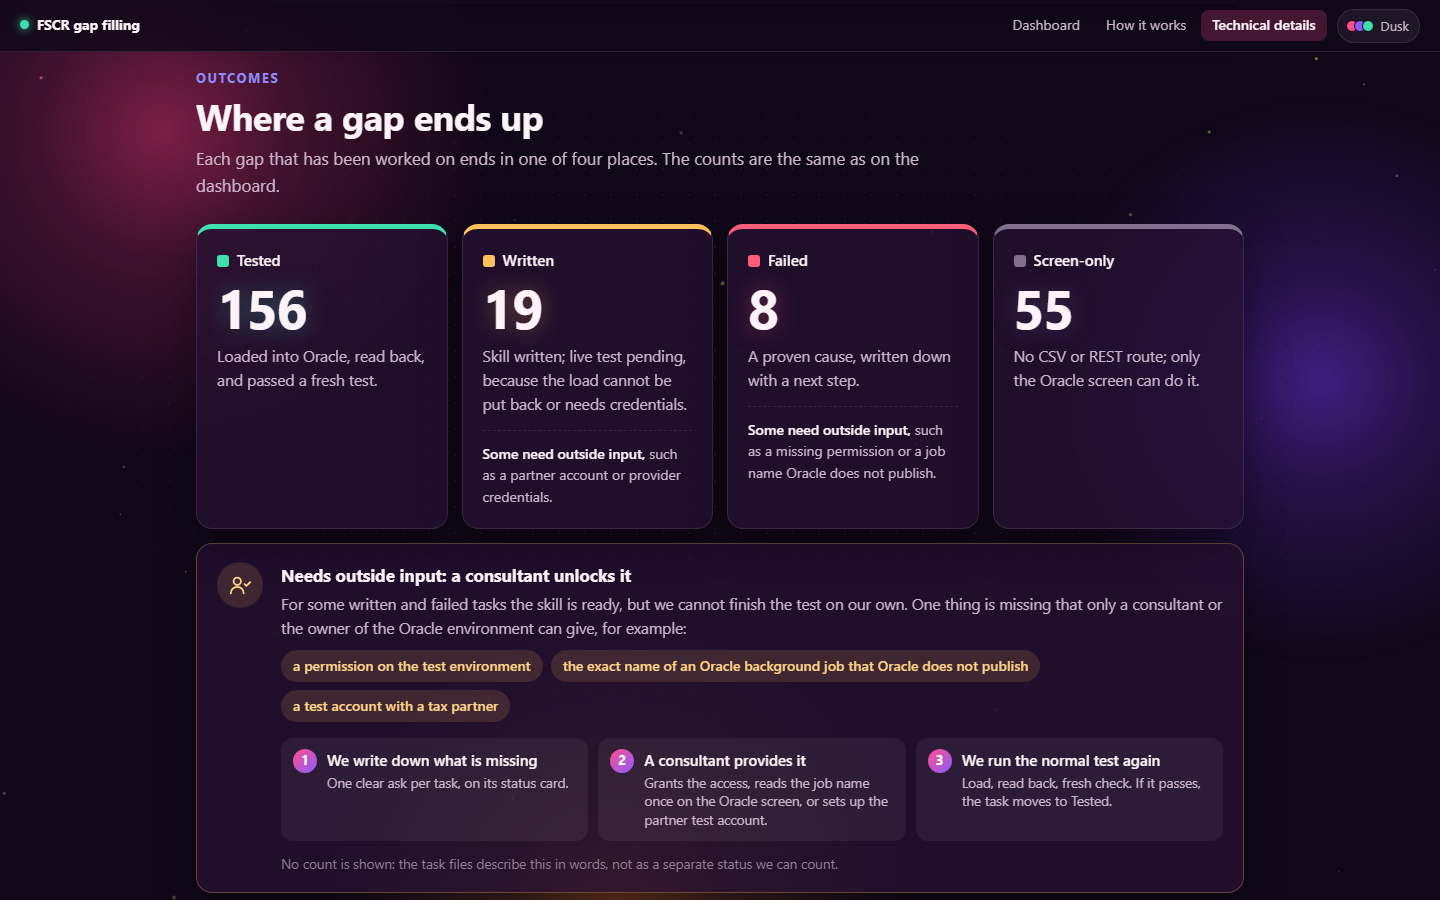 FSCR gap filling
Dashboard
How it works
Technical details
Dusk
OUTCOMES
Where a gap ends up
Each gap that has been worked on ends in one of four places. The counts are the same as on the
dashboard.
Tested
156
Loaded into Oracle, read back,
and passed a fresh test.
Written
19
Skill written; live test pending,
because the load cannot be
put back or needs credentials.
Some need outside input, such
as a partner account or provider
credentials.
Failed
8
A proven cause, written down
with a next step.
Some need outside input, such
as a missing permission or a job
name Oracle does not publish.
Screen-only
55
No CSV or REST route; only
the Oracle screen can do it.
Needs outside input: a consultant unlocks it
For some written and failed tasks the skill is ready, but we cannot finish the test on our own. One thing is missing that only a consultant or
the owner of the Oracle environment can give, for example:
a permission on the test environment
the exact name of an Oracle background job that Oracle does not publish
a test account with a tax partner
1
We write down what is missing
One clear ask per task, on its status card.
2
A consultant provides it
Grants the access, reads the job name
once on the Oracle screen, or sets up the
partner test account.
3
We run the normal test again
Load, read back, fresh check. If it passes,
the task moves to Tested.
No count is shown: the task files describe this in words, not as a separate status we can count.